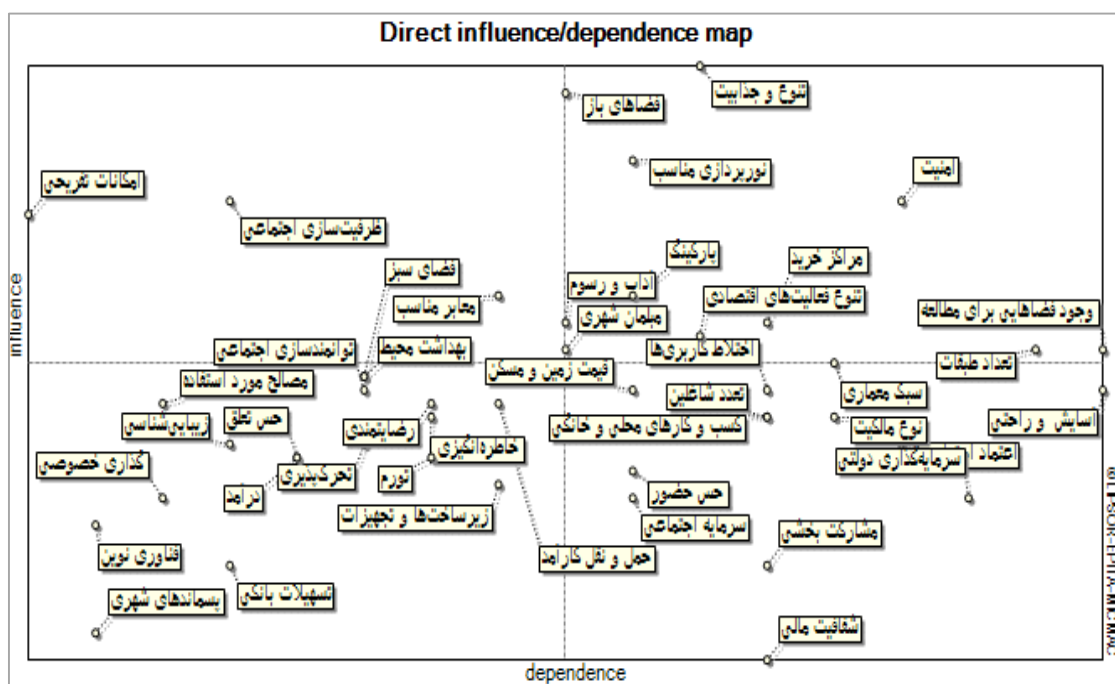 Direct influence/dependence map
تنوع و جذابیت
فضاهای باز
نورپردازی مناسب
امنیت
امکانات تفریحی
ظرفیت‌سازی اجتماعی
پارکینگ
مراکز خرید
فضای سبز
آداب و رسوم
معابر مناسب
تنوع فعالیت‌های اقتصادی
وجود فضاهایی برای مطالعه
مبلمان شهری
توانمندسازی اجتماعی
بهداشت محیط
اختلاط کاربری‌ها
تعداد طبقات
قیمت زمین و مسکن
مصالح مورد استفاده
تعدد شاغلین
سبک معماری
حس تعلق
زیبایی‌شناسی
رضایتمندی
خاطره‌انگیزی
کسب و کارهای محلی و خانگی
نوع مالکیت
آسایش و راحتی
گذاری خصوصی
تحرک‌پذیری
تورم
اعتماد
سرمایه‌گذاری دولتی
درآمد
حس حضور
زیرساخت‌ها و تجهیزات
سرمایه اجتماعی
مشارکت بخشی
فناوری نوین
حمل و نقل کارآمد
تسهیلات بانکی
پسماندهای شهری
شفافیت مالی
influence
dependence
©LIPSOR-EPITA-MICMAC